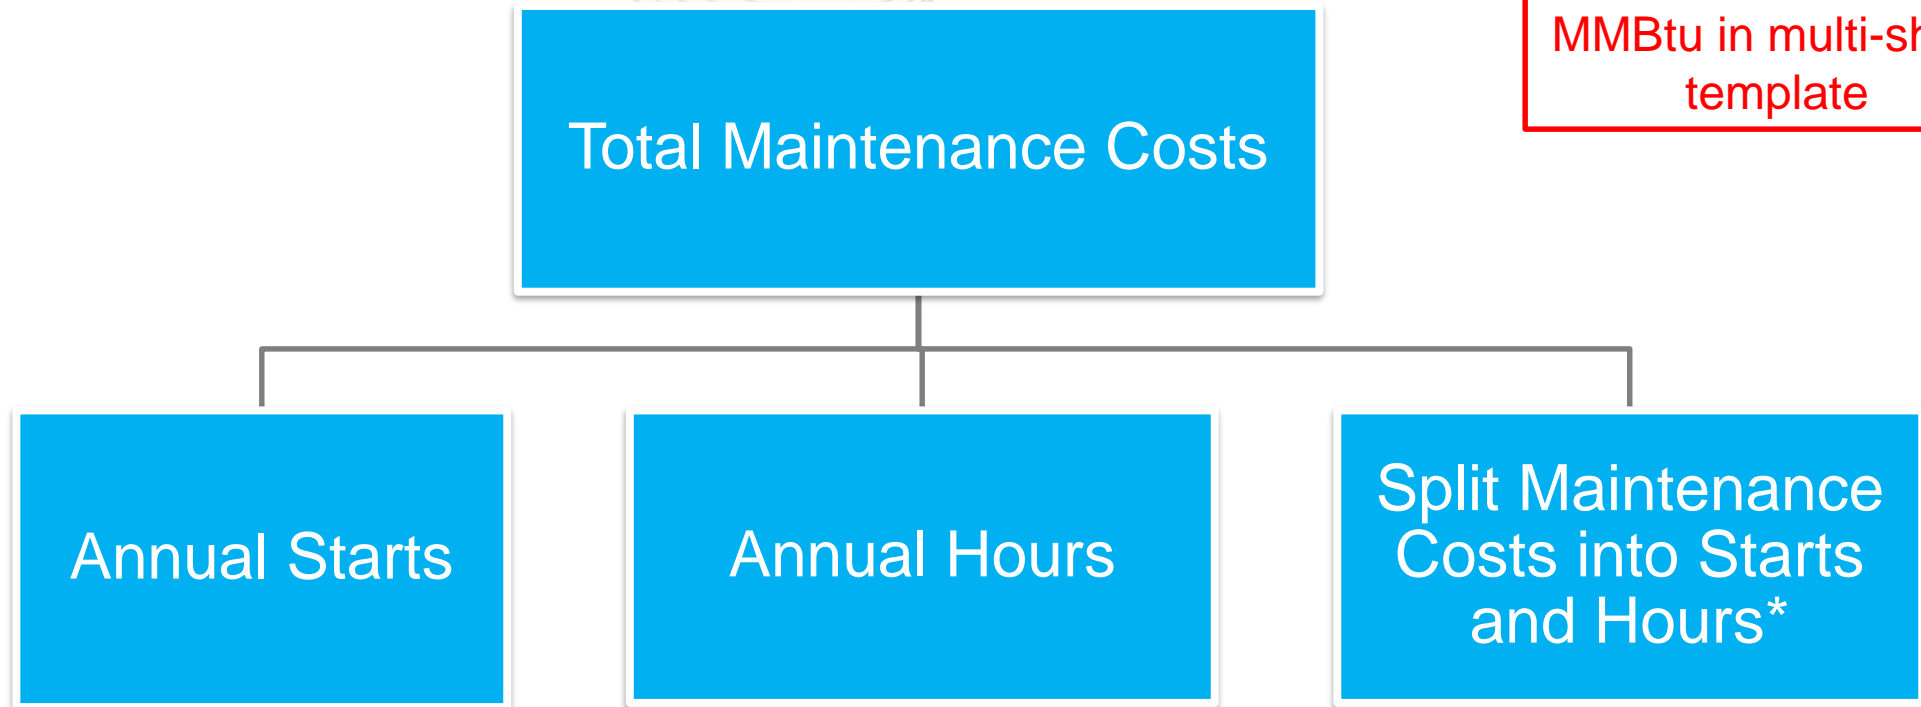 MMBtu in multi-sh
template
Total Maintenance Costs
Annual Starts
Annual Hours
Split Maintenance
Costs into Starts
and Hours*